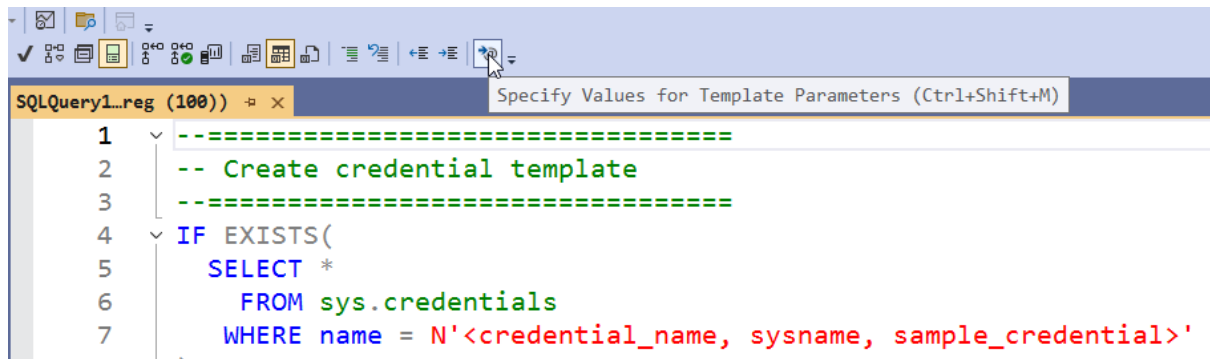 SQLQuery1...reg (100))
Specify Values for Template Parameters (Ctrl+Shift+M)
1 --=================================
2 -- Create credential template
3 --=================================
4 IF EXISTS(
5 SELECT *
6 FROM sys.credentials
7 WHERE name = N'<credential_name, sysname, sample_credential>'